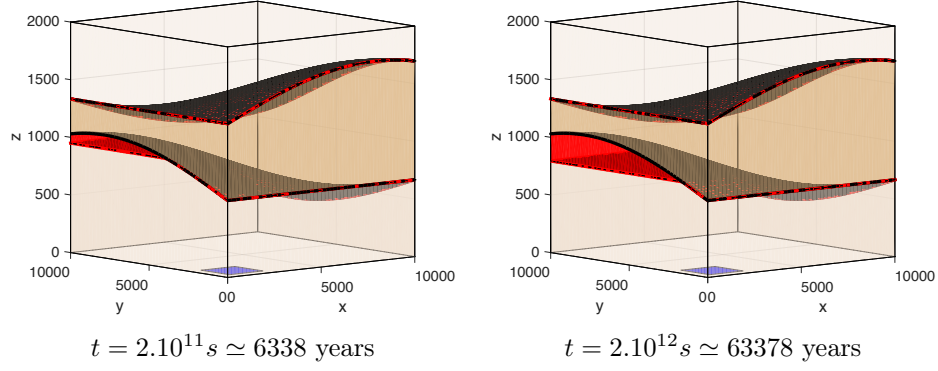 2000 2000
1500 1500
z 1000 z 1000
500 500
0 0
10000 10000 10000 10000
5000 00 5000 5000 00 5000
y x y x
t = 2.10^{11}s ≃ 6338 years t = 2.10^{12}s ≃ 63378 years